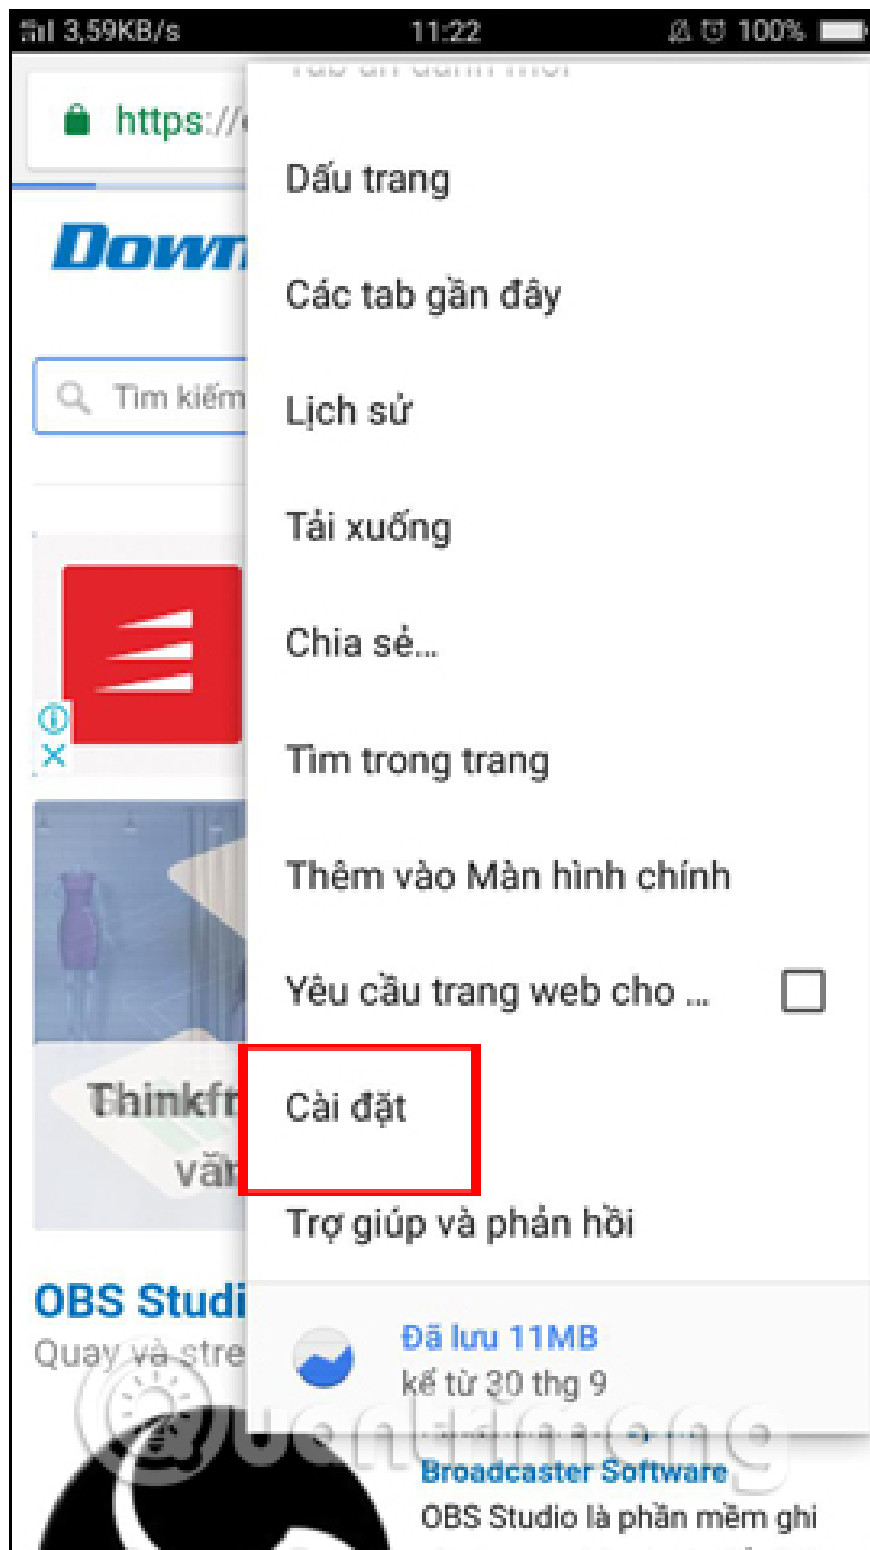 3,59KB/s 11:22 100%
https://
Dấu trang
Các tab gần đây
Tìm kiếm
Lịch sử
Tải xuống
Chia sẻ...
Tìm trong trang
Thêm vào Màn hình chính
Yêu cầu trang web cho ...
Cài đặt
Trợ giúp và phản hồi
OBS Studi
Quay và stre
Đã lưu 11MB
kể từ 30 thg 9
uantrimang
Broadcaster Software
OBS Studio là phần mềm ghi